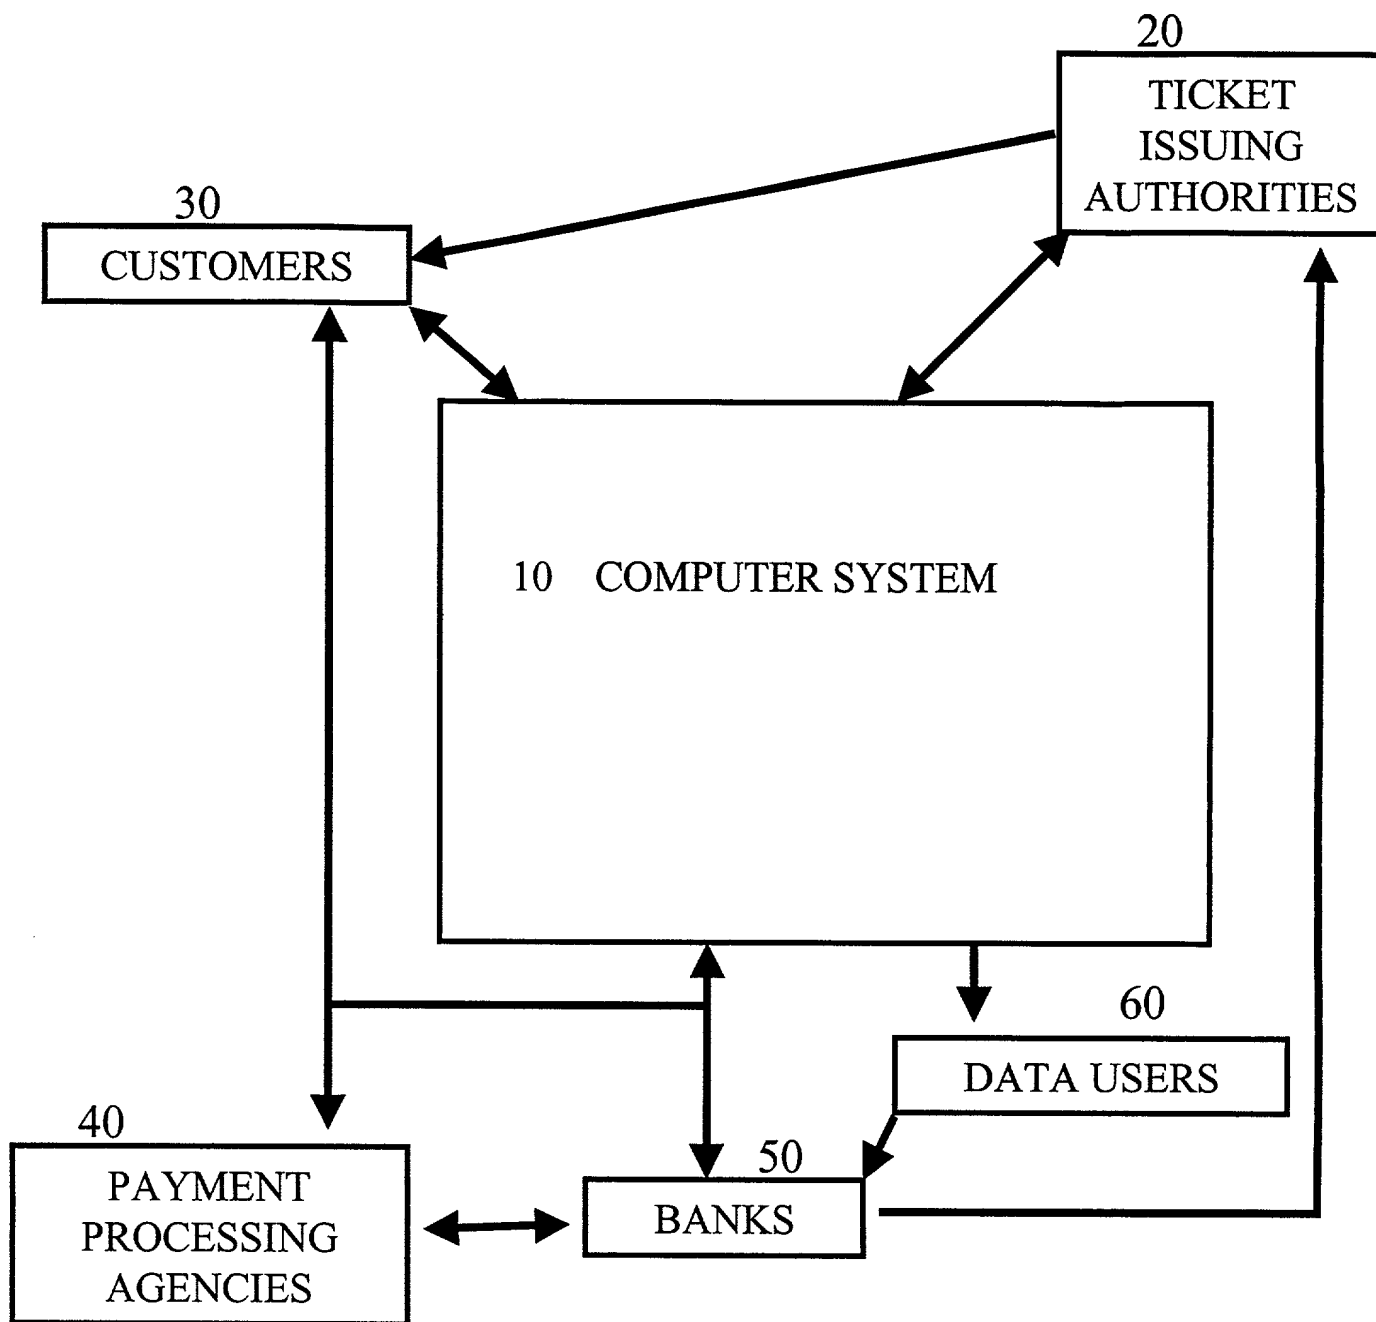 20
TICKET
ISSUING
AUTHORITIES
30
CUSTOMERS
10 COMPUTER SYSTEM
60
DATA USERS
40
PAYMENT
PROCESSING
AGENCIES
50
BANKS